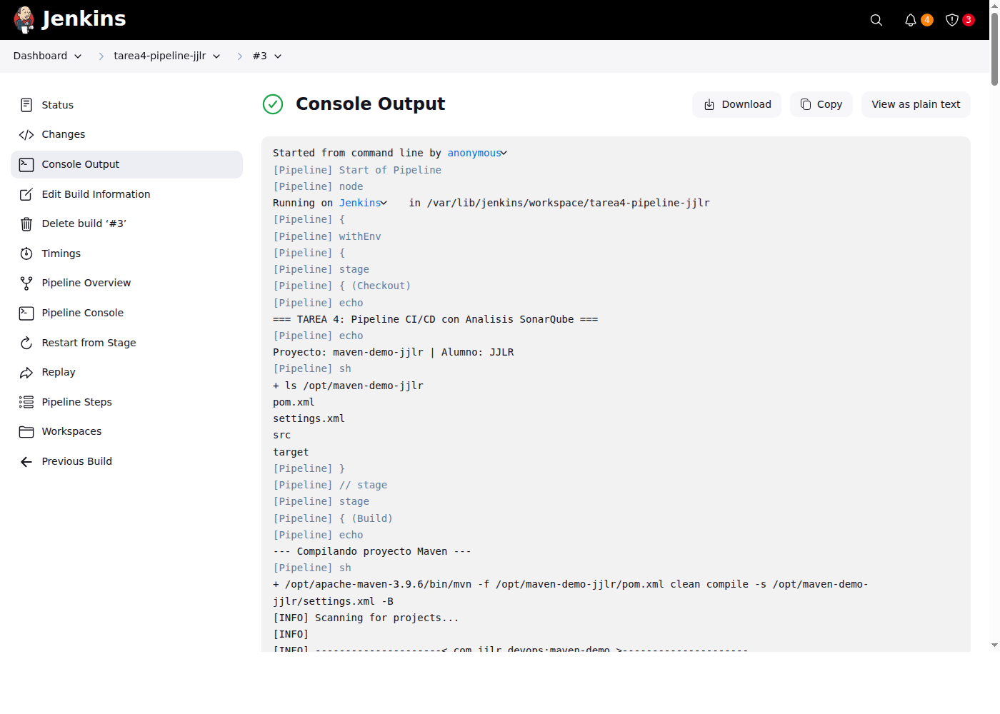 Jenkins
4
3
Dashboard
tarea4-pipeline-jjlr
#3
Status
Changes
Console Output
Edit Build Information
Delete build ‘#3’
Timings
Pipeline Overview
Pipeline Console
Restart from Stage
Replay
Pipeline Steps
Workspaces
Previous Build
Console Output
Download
Copy
View as plain text
Started from command line by anonymous
[Pipeline] Start of Pipeline
[Pipeline] node
Running on Jenkins in /var/lib/jenkins/workspace/tarea4-pipeline-jjlr
[Pipeline] {
[Pipeline] withEnv
[Pipeline] {
[Pipeline] stage
[Pipeline] { (Checkout)
[Pipeline] echo
=== TAREA 4: Pipeline CI/CD con Analisis SonarQube ===
[Pipeline] echo
Proyecto: maven-demo-jjlr | Alumno: JJLR
[Pipeline] sh
+ ls /opt/maven-demo-jjlr
pom.xml
settings.xml
src
target
[Pipeline] }
[Pipeline] // stage
[Pipeline] stage
[Pipeline] { (Build)
[Pipeline] echo
--- Compilando proyecto Maven ---
[Pipeline] sh
+ /opt/apache-maven-3.9.6/bin/mvn -f /opt/maven-demo-jjlr/pom.xml clean compile -s /opt/maven-demo-
jjlr/settings.xml -B
[INFO] Scanning for projects...
[INFO]
[INFO] ---------------------< com.jjlr.devops:maven-demo >---------------------